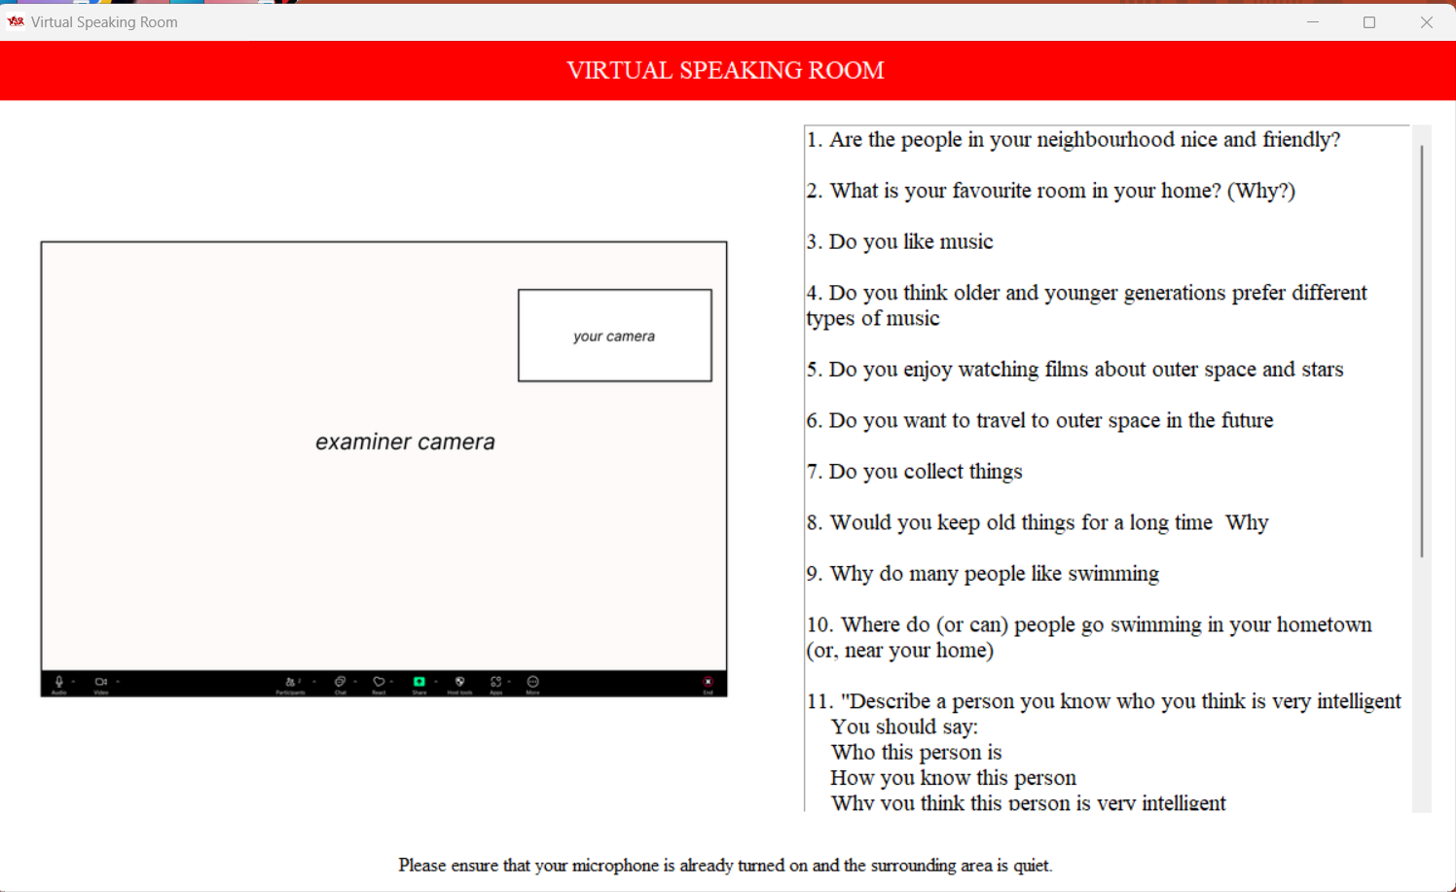 Virtual Speaking Room
VIRTUAL SPEAKING ROOM
your camera
examiner camera
Audio
Video
Participants
2
Chat
React
Share
Host tools
Apps
More
End
1. Are the people in your neighbourhood nice and friendly?
2. What is your favourite room in your home? (Why?)
3. Do you like music
4. Do you think older and younger generations prefer different
types of music
5. Do you enjoy watching films about outer space and stars
6. Do you want to travel to outer space in the future
7. Do you collect things
8. Would you keep old things for a long time  Why
9. Why do many people like swimming
10. Where do (or can) people go swimming in your hometown
(or, near your home)
11. "Describe a person you know who you think is very intelligent
You should say:
Who this person is
How you know this person
Why you think this person is very intelligent
Please ensure that your microphone is already turned on and the surrounding area is quiet.